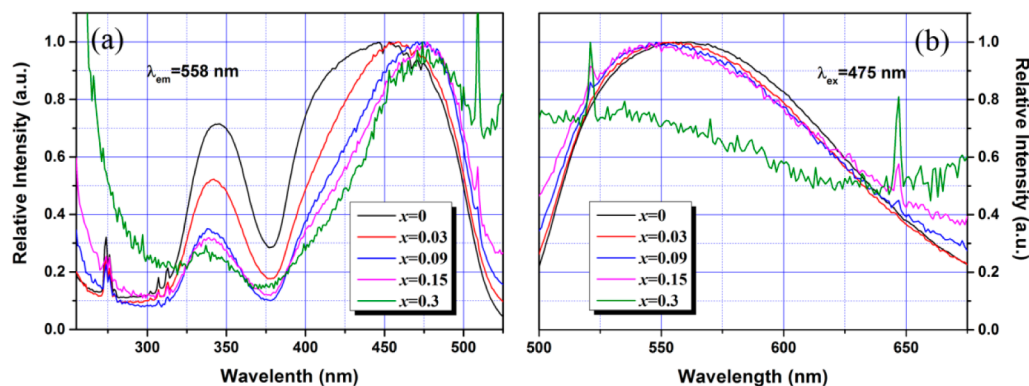 (a)
λem=558 nm
Relative Intensity (a.u.)
1.0
0.8
0.6
0.4
0.2
0.0
x=0
x=0.03
x=0.09
x=0.15
x=0.3
300 350 400 450 500
Wavelenth (nm)
(b)
λex=475 nm
x=0
x=0.03
x=0.09
x=0.15
x=0.3
500 550 600 650
Wavelength (nm)
1.0
0.8
0.6
0.4
0.2
0.0
Relative Intensity (a.u.)